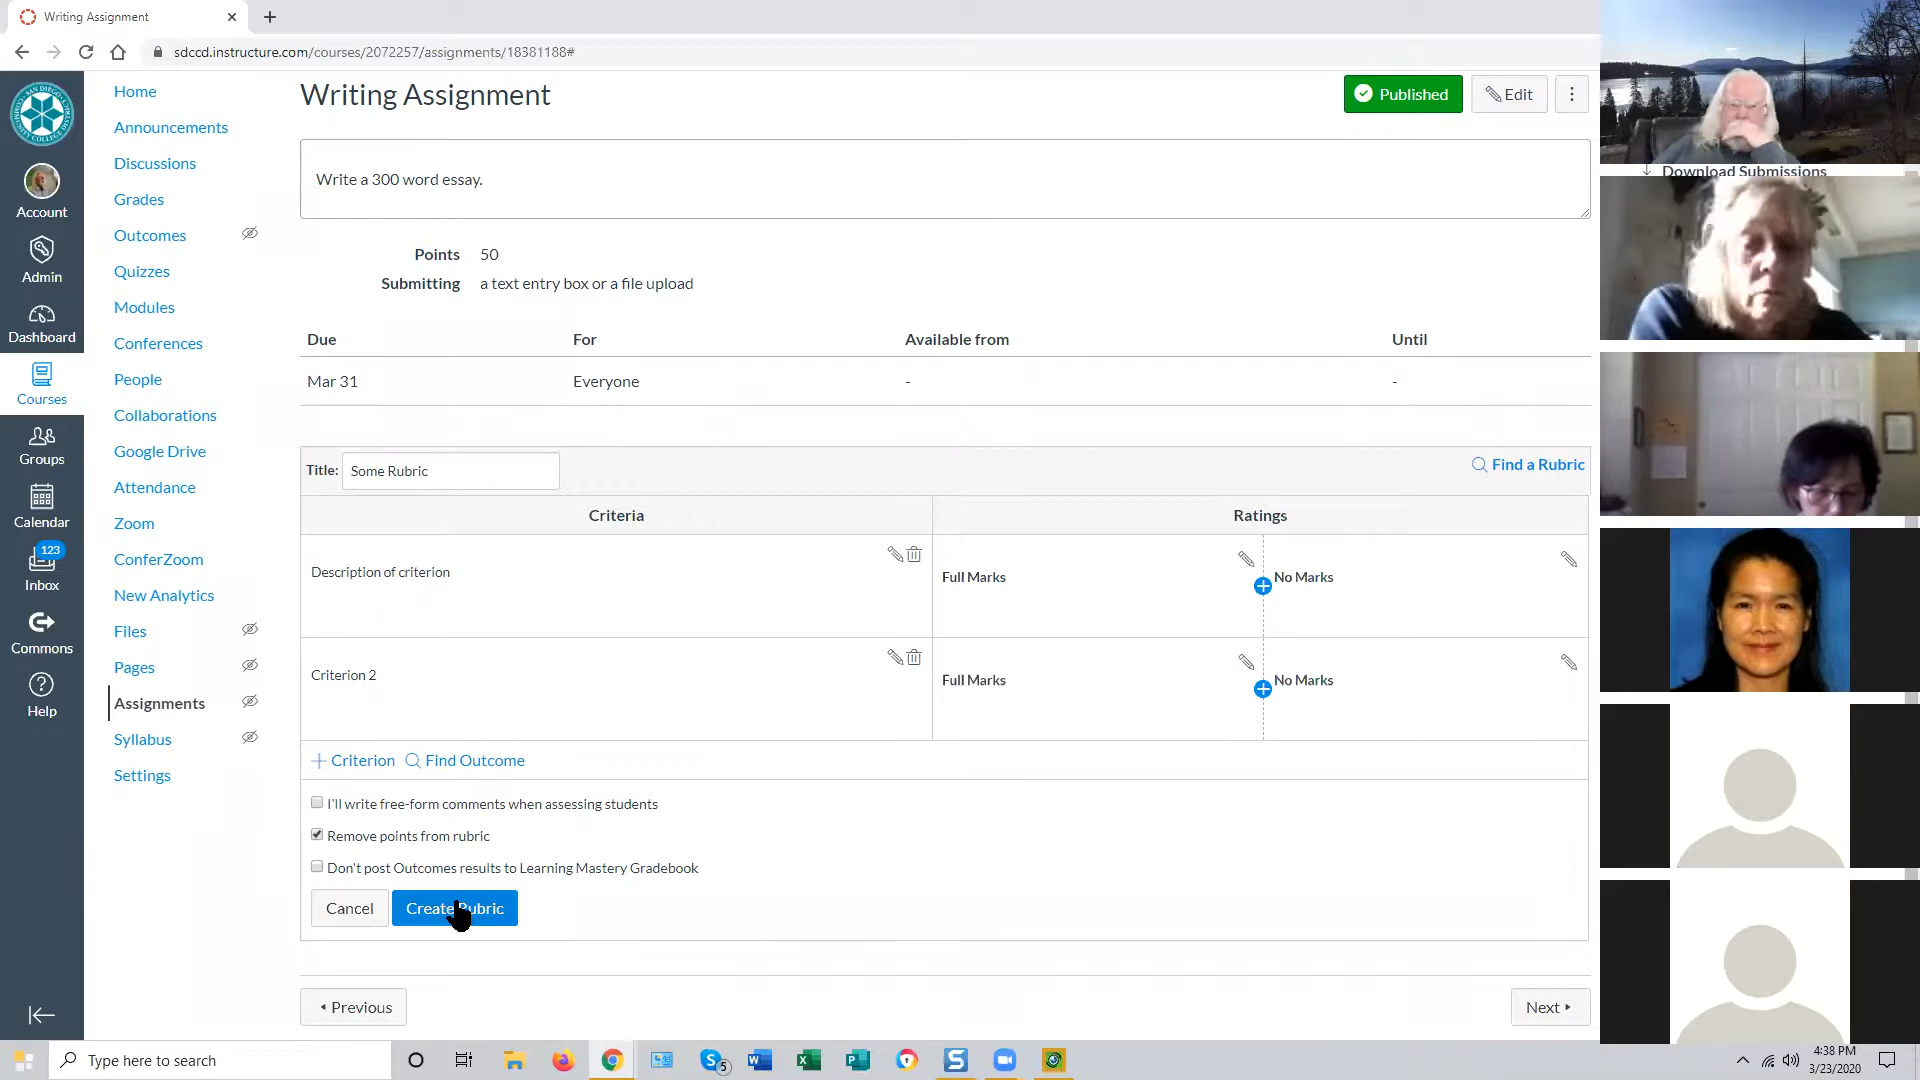 Writing Assignment
sdccd.instructure.com/courses/2072257/assignments/18381188#
Account
Admin
Dashboard
Courses
Groups
Calendar
123
Inbox
Commons
Help
Home
Announcements
Discussions
Grades
Outcomes
Quizzes
Modules
Conferences
People
Collaborations
Google Drive
Attendance
Zoom
ConferZoom
New Analytics
Files
Pages
Assignments
Syllabus
Settings
Writing Assignment
Published
Edit
Write a 300 word essay.
Points 50
Submitting a text entry box or a file upload
Due For Available from Until
Mar 31 Everyone - -
Title: Some Rubric
Find a Rubric
Criteria Ratings
Description of criterion Full Marks No Marks
Criterion 2 Full Marks No Marks
Criterion Find Outcome
I'll write free-form comments when assessing students
Remove points from rubric
Don't post Outcomes results to Learning Mastery Gradebook
Cancel Create Rubric
Previous Next
Download Submissions
Type here to search
5
4:38 PM
3/23/2020